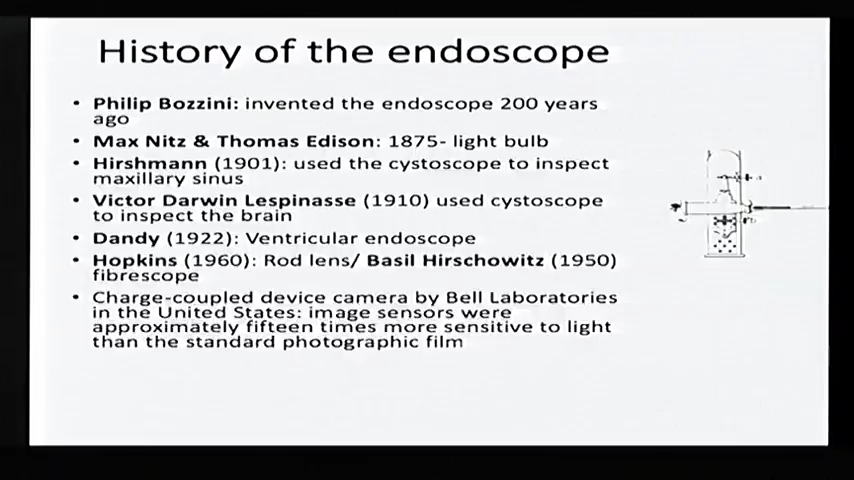 History of the endoscope
• Philip Bozzini: invented the endoscope 200 years
ago
• Max Nitz & Thomas Edison: 1875- light bulb
• Hirshmann (1901): used the cystoscope to inspect
maxillary sinus
• Victor Darwin Lespinasse (1910) used cystoscope
to inspect the brain
• Dandy (1922): Ventricular endoscope
• Hopkins (1960): Rod lens/ Basil Hirschowitz (1950)
fibrescope
• Charge-coupled device camera by Bell Laboratories
in the United States: image sensors were
approximately fifteen times more sensitive to light
than the standard photographic film